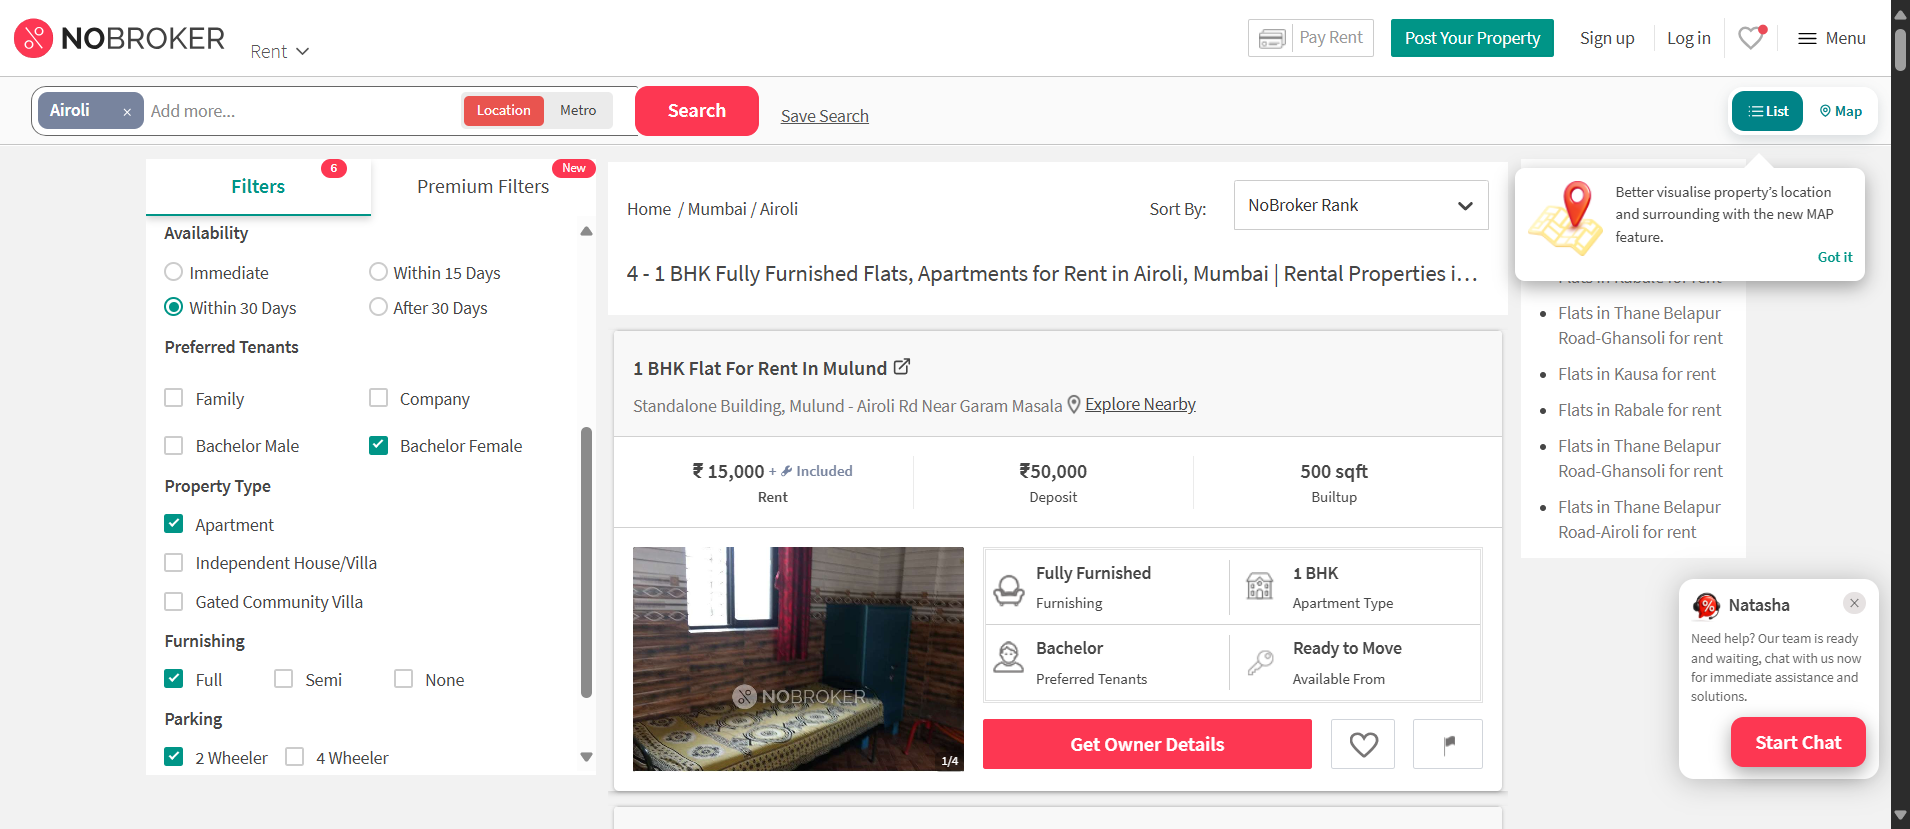 NOBROKER
Rent
Pay Rent
Post Your Property
Sign up
Log in
Menu
Airoli ×
Add more...
Location
Metro
Search
Save Search
List
Map
Filters
6
Premium Filters
New
Availability
Immediate
Within 15 Days
Within 30 Days
After 30 Days
Preferred Tenants
Family
Company
Bachelor Male
Bachelor Female
Property Type
Apartment
Independent House/Villa
Gated Community Villa
Furnishing
Full
Semi
None
Parking
2 Wheeler
4 Wheeler
Home / Mumbai / Airoli
Sort By:
NoBroker Rank
4 - 1 BHK Fully Furnished Flats, Apartments for Rent in Airoli, Mumbai | Rental Properties i...
1 BHK Flat For Rent In Mulund
Standalone Building, Mulund - Airoli Rd Near Garam Masala
Explore Nearby
₹ 15,000 + Included
Rent
₹50,000
Deposit
500 sqft
Builtup
NOBROKER
1/4
Fully Furnished
Furnishing
1 BHK
Apartment Type
Bachelor
Preferred Tenants
Ready to Move
Available From
Get Owner Details
Better visualise property's location
and surrounding with the new MAP
feature.
Got it
Flats in Rabale for rent
Flats in Thane Belapur
Road-Ghansoli for rent
Flats in Kausa for rent
Flats in Rabale for rent
Flats in Thane Belapur
Road-Ghansoli for rent
Flats in Thane Belapur
Road-Airoli for rent
Natasha
Need help? Our team is ready
and waiting, chat with us now
for immediate assistance and
solutions.
Start Chat